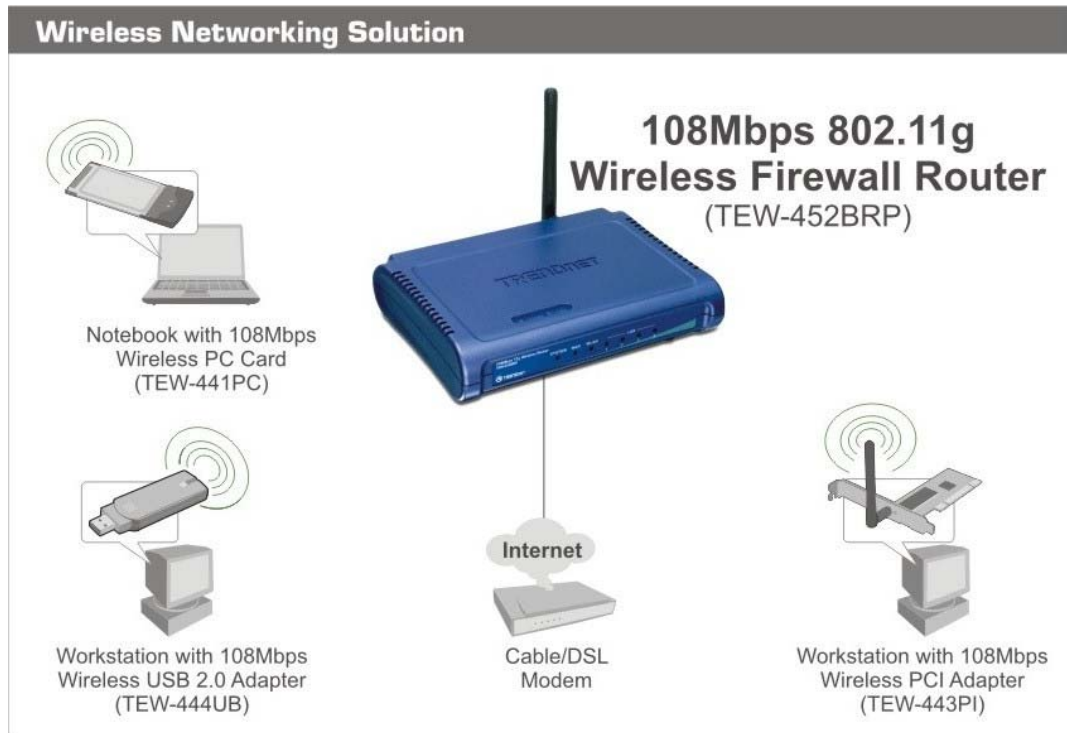 Wireless Networking Solution
108Mbps 802.11g
Wireless Firewall Router
(TEW-452BRP)
TRENDNET
Notebook with 108Mbps
Wireless PC Card
(TEW-441PC)
Internet
Workstation with 108Mbps
Wireless USB 2.0 Adapter
(TEW-444UB)
Cable/DSL
Modem
Workstation with 108Mbps
Wireless PCI Adapter
(TEW-443PI)